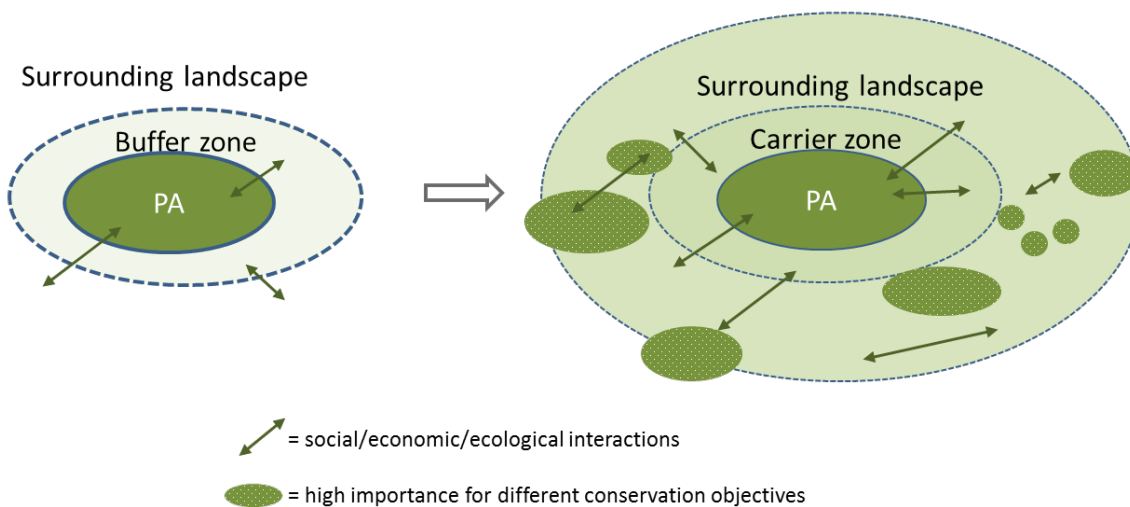 Surrounding landscape
Buffer zone
PA
Surrounding landscape
Carrier zone
PA
= social/economic/ecological interactions
= high importance for different conservation objectives